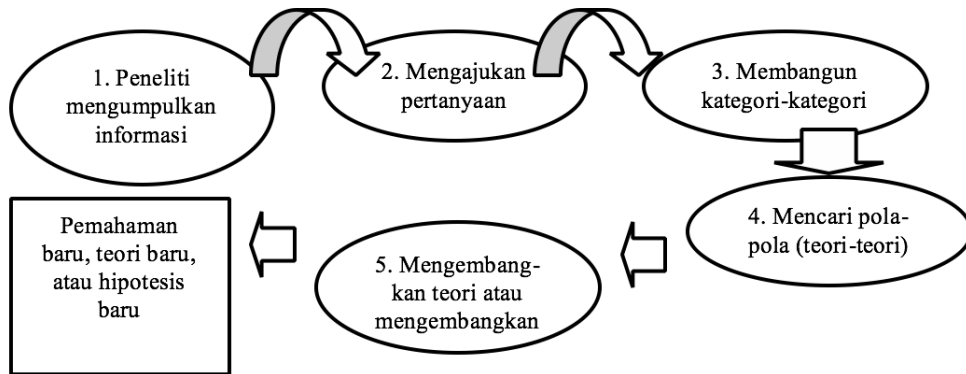 1. Peneliti
mengumpulkan
informasi
2. Mengajukan
pertanyaan
3. Membangun
kategori-kategori
4. Mencari pola-
pola (teori-teori)
5. Mengembang-
kan teori atau
mengembangkan
Pemahaman
baru, teori baru,
atau hipotesis
baru